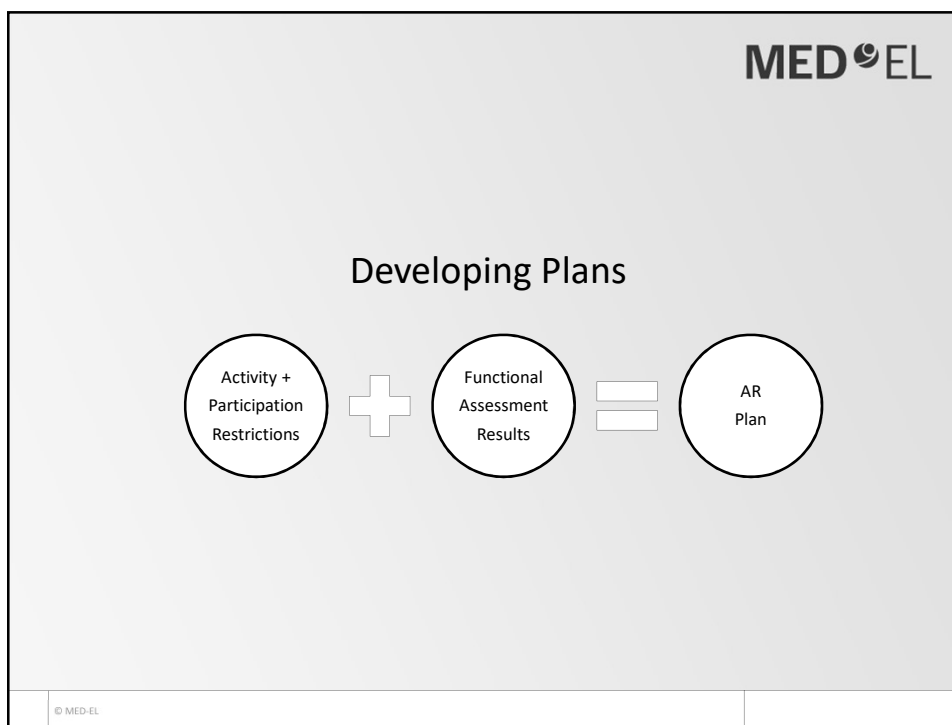 MED EL
Developing Plans
Activity +
Participation
Restrictions
Functional
Assessment
Results
AR
Plan
© MED-EL